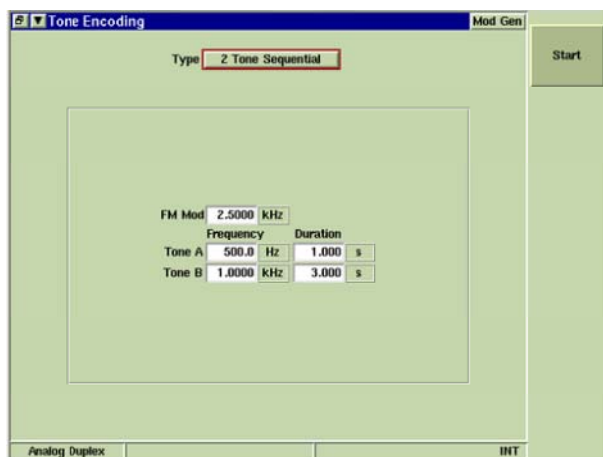 Tone Encoding Mod Gen
Start
Type 2 Tone Sequential
FM Mod 2.5000 kHz
Frequency Duration
Tone A 500.0 Hz 1.000 s
Tone B 1.0000 kHz 3.000 s
Analog Duplex INT